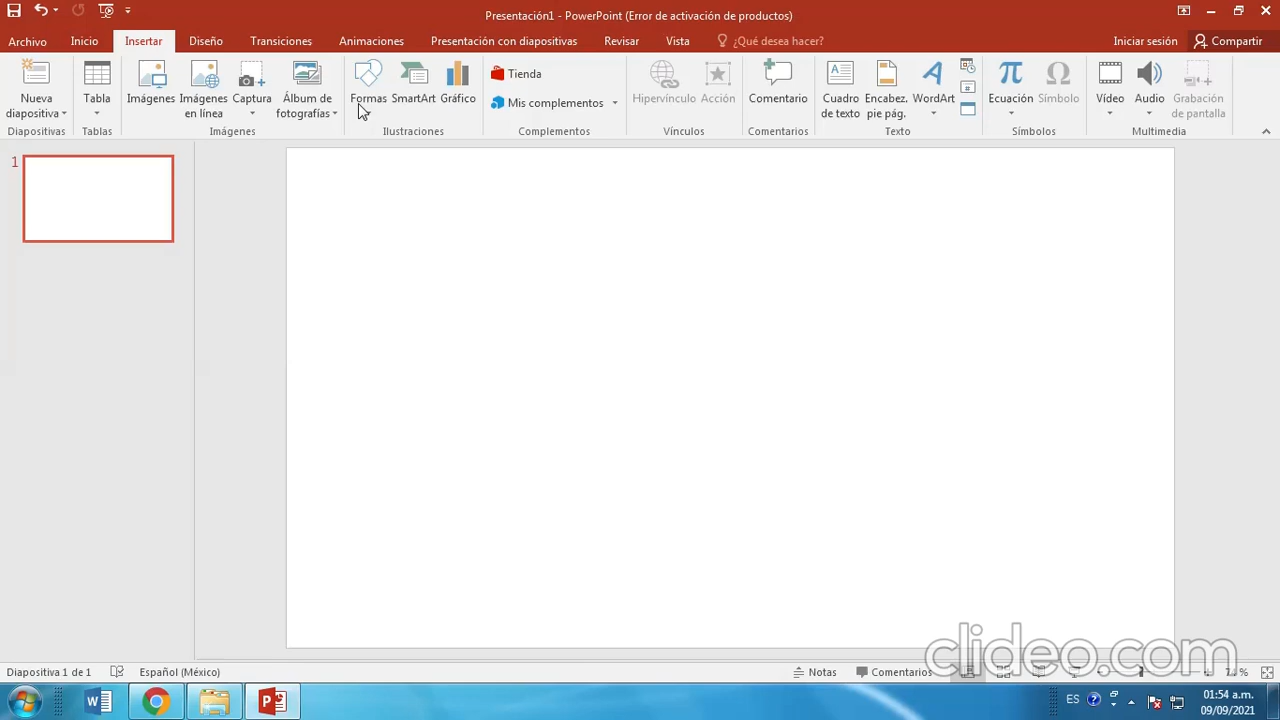 Presentación1 - PowerPoint (Error de activación de productos)
Archivo Inicio Insertar Diseño Transiciones Animaciones Presentación con diapositivas Revisar Vista ¿Qué desea hacer? Iniciar sesión Compartir
Nueva diapositiva
Tabla
Imágenes
Imágenes en línea
Captura
Álbum de fotografías
Formas
SmartArt
Gráfico
Tienda
Mis complementos
Hipervínculo
Acción
Comentario
Cuadro de texto
Encabez. pie pág.
WordArt
Ecuación
Símbolo
Vídeo
Audio
Grabación de pantalla
Diapositivas Tablas Imágenes Ilustraciones Complementos Vínculos Comentarios Texto Símbolos Multimedia
1
clideo.com
Diapositiva 1 de 1 Español (México) Notas Comentarios
ES 01:54 a.m.
09/09/2021